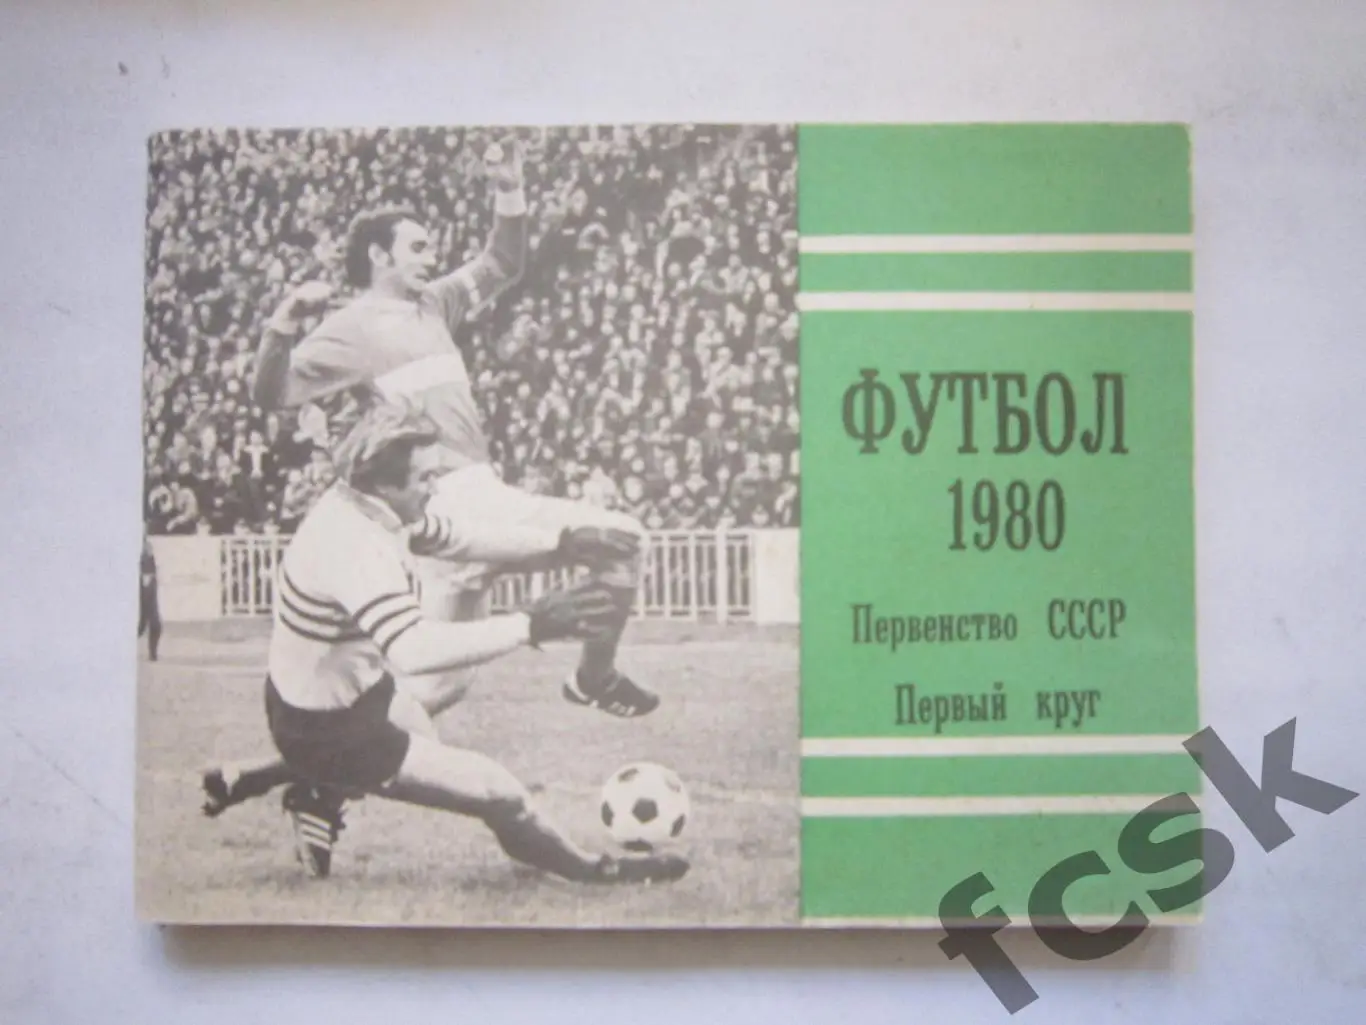 ФУТБОЛ
1980
Первенство СССР
Первый круг
fcsk